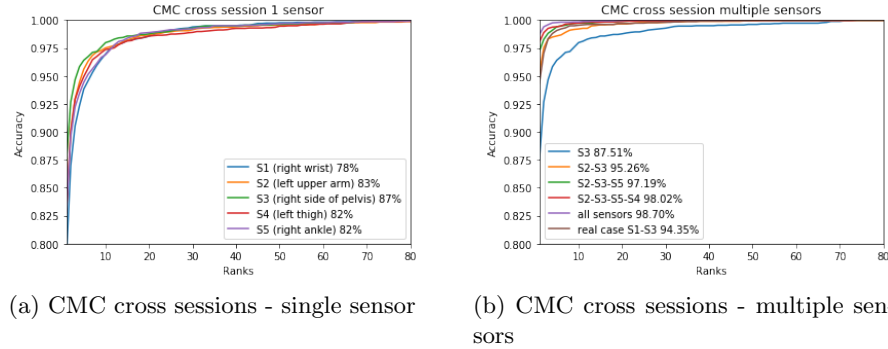 CMC cross session 1 sensor
1.000
0.975
0.950
0.925
0.900
0.875
0.850
0.825
0.800
Accuracy
S1 (right wrist) 78%
S2 (left upper arm) 83%
S3 (right side of pelvis) 87%
S4 (left thigh) 82%
S5 (right ankle) 82%
10 20 30 40 50 60 70 80
Ranks
(a) CMC cross sessions - single sensor
CMC cross session multiple sensors
1.000
0.975
0.950
0.925
0.900
0.875
0.850
0.825
0.800
Accuracy
S3 87.51%
S2-S3 95.26%
S2-S3-S5 97.19%
S2-S3-S5-S4 98.02%
all sensors 98.70%
real case S1-S3 94.35%
10 20 30 40 50 60 70 80
Ranks
(b) CMC cross sessions - multiple sen
sors